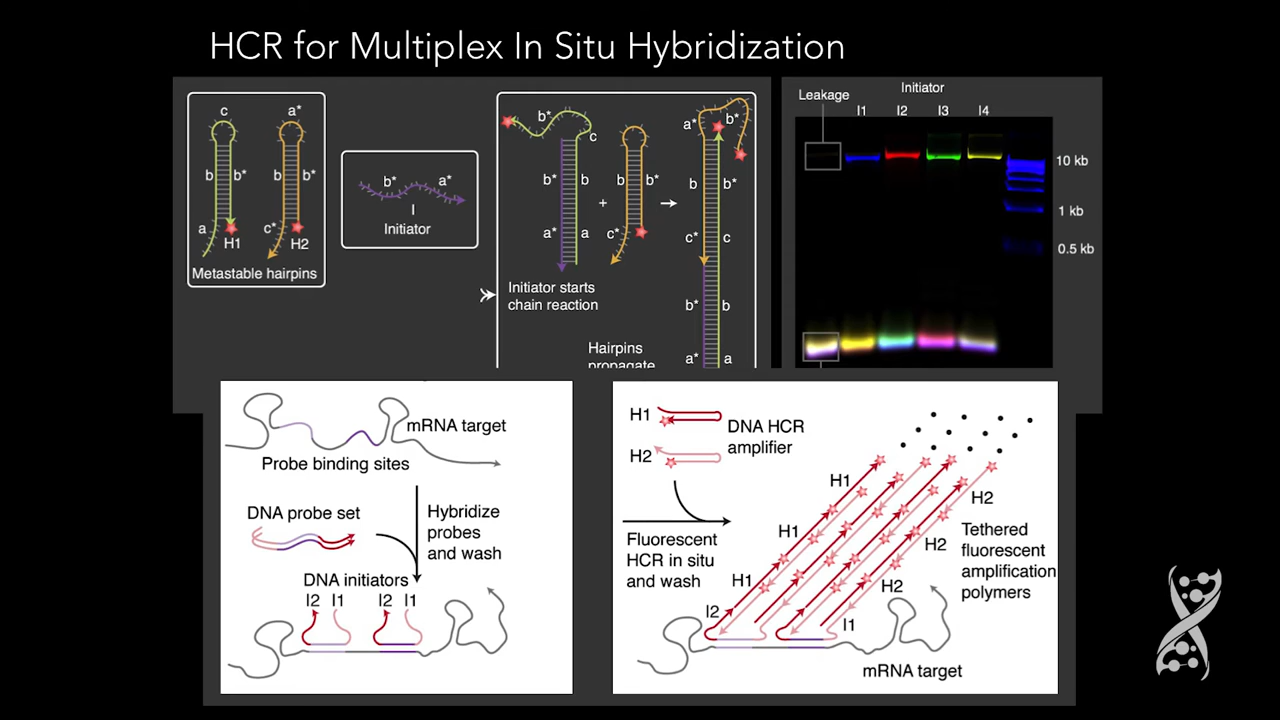 HCR for Multiplex In Situ Hybridization
c
a*
b
b*
b
b*
a
H1
c*
H2
Metastable hairpins
b*
a*
I
Initiator
b*
c
b*
b
b
b*
+
a*
a
c*
Initiator starts
chain reaction
Hairpins
propagate
a*
b*
b
b*
c*
c
b*
b
a*
a
Leakage
Initiator
I1 I2 I3 I4
10 kb
1 kb
0.5 kb
mRNA target
Probe binding sites
DNA probe set
Hybridize
probes
and wash
DNA initiators
I2 I1 I2 I1
H1
DNA HCR
amplifier
H2
Fluorescent
HCR in situ
and wash
H1
H1
H1
H2
H2
H2
Tethered
fluorescent
amplification
polymers
I2
I1
mRNA target